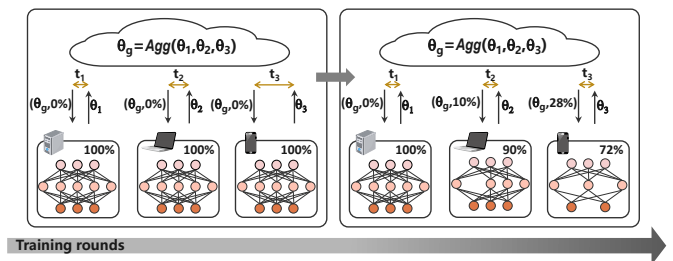 θg=Agg(θ1,θ2,θ3)
t1 t2 t3
(θg,0%) θ1 (θg,0%) θ2 (θg,0%) θ3
100% 100% 100%
θg=Agg(θ1,θ2,θ3)
t1 t2 t3
(θg,0%) θ1 (θg,10%) θ2 (θg,28%) θ3
100% 90% 72%
Training rounds